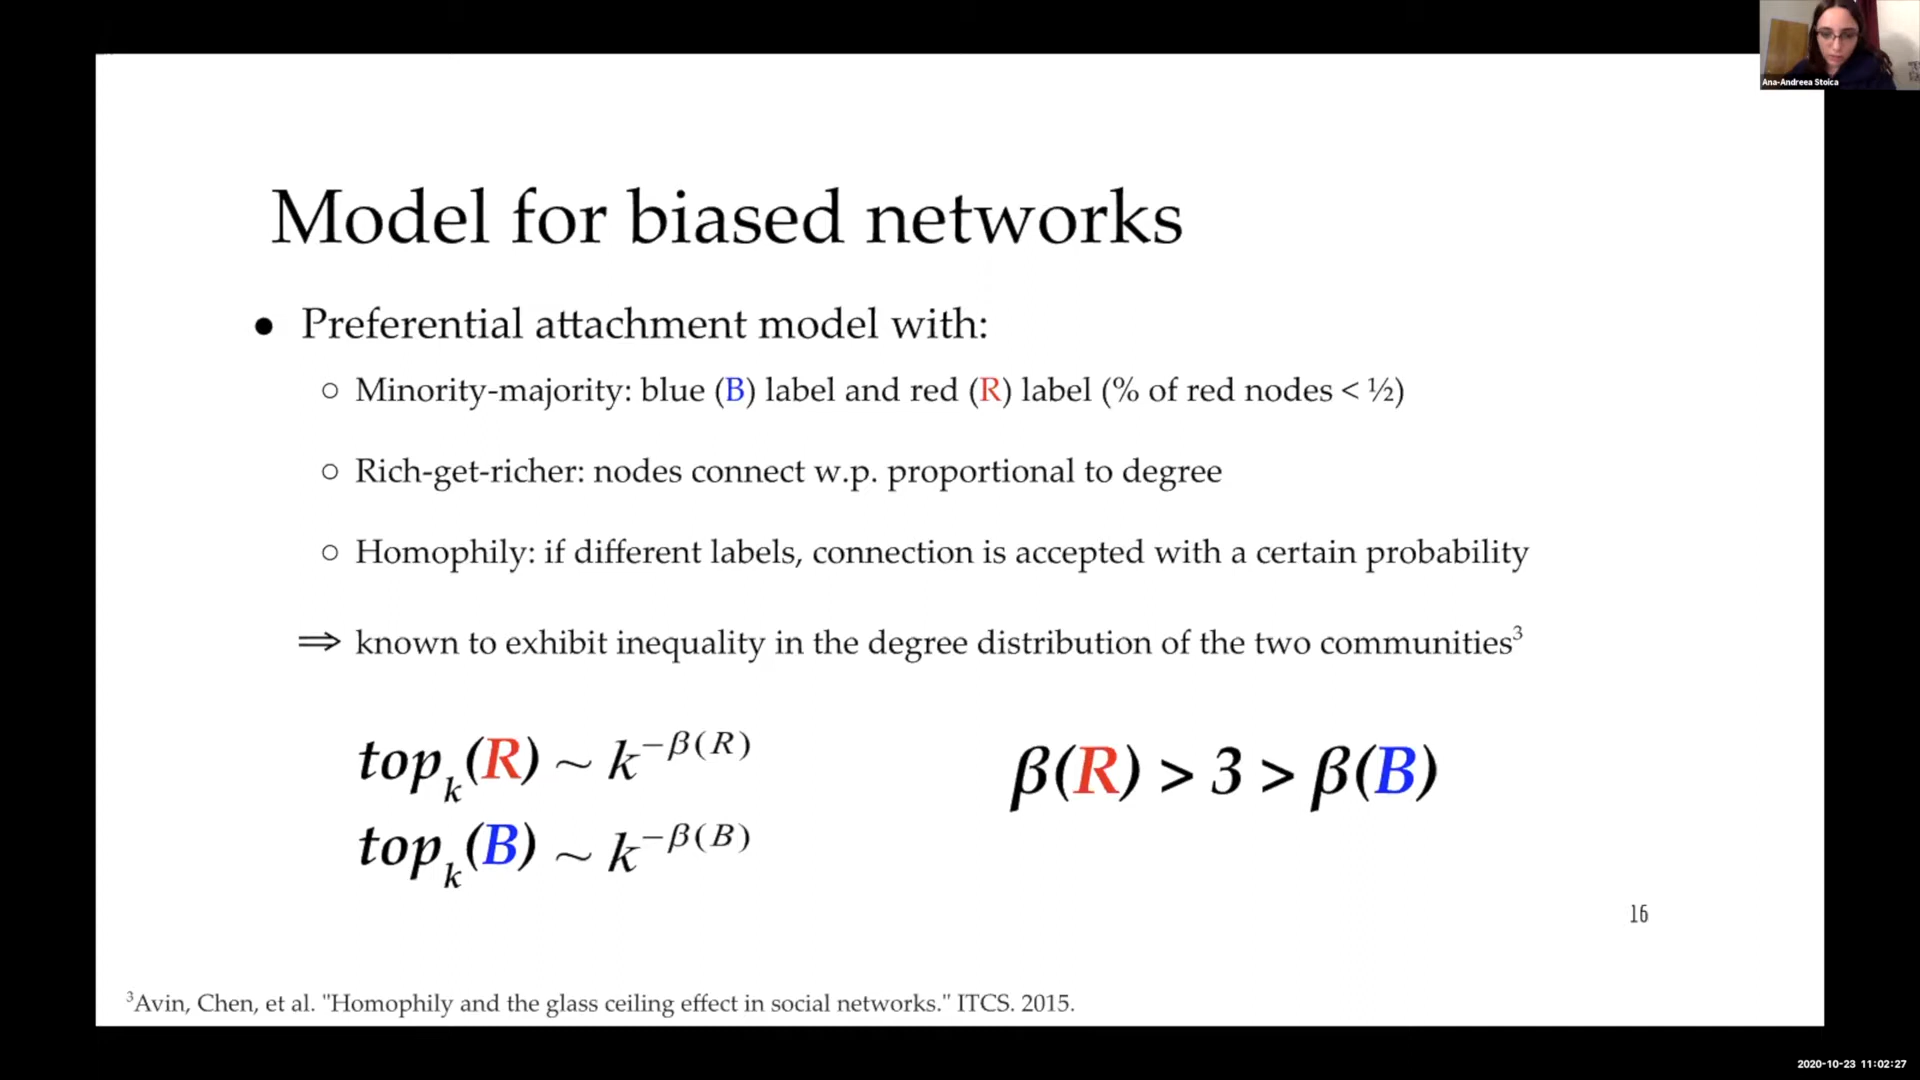 Ana-Andreea Stoica
Model for biased networks
● Preferential attachment model with:
○ Minority-majority: blue (B) label and red (R) label (% of red nodes < ½)
○ Rich-get-richer: nodes connect w.p. proportional to degree
○ Homophily: if different labels, connection is accepted with a certain probability
⇒ known to exhibit inequality in the degree distribution of the two communities³
topₖ(R) ~ k^{−β(R)}
topₖ(B) ~ k^{−β(B)}
β(R) > 3 > β(B)
16
³Avin, Chen, et al. "Homophily and the glass ceiling effect in social networks." ITCS. 2015.
2020-10-23 11:02:27